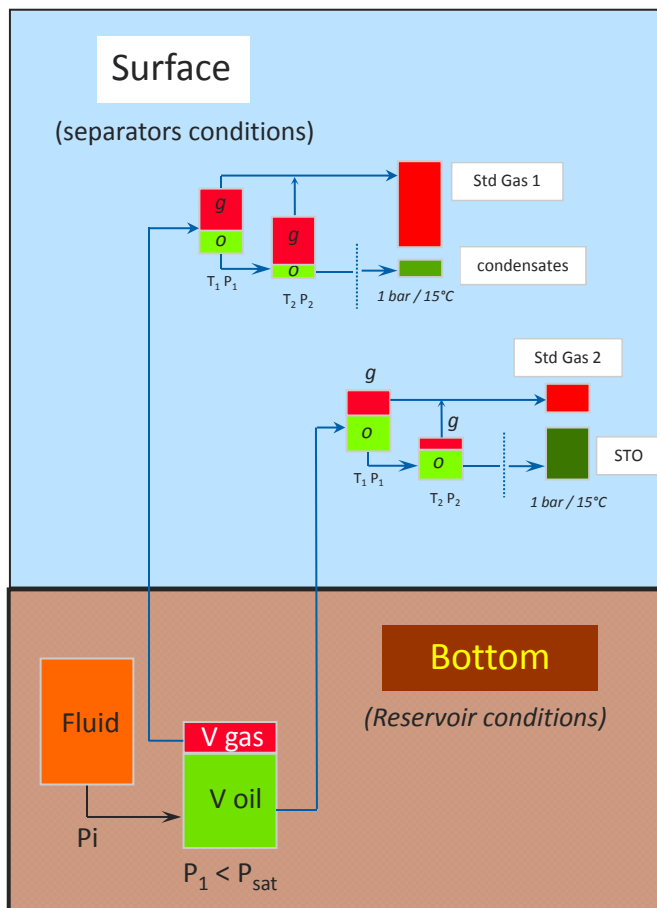 Surface
(separators conditions)
g
o
T₁ P₁
g
o
T₂ P₂
Std Gas 1
condensates
1 bar / 15°C
g
o
T₁ P₁
g
o
T₂ P₂
Std Gas 2
STO
1 bar / 15°C
Bottom
(Reservoir conditions)
Fluid
Pi
V gas
V oil
P₁ < Pₛₐₜ